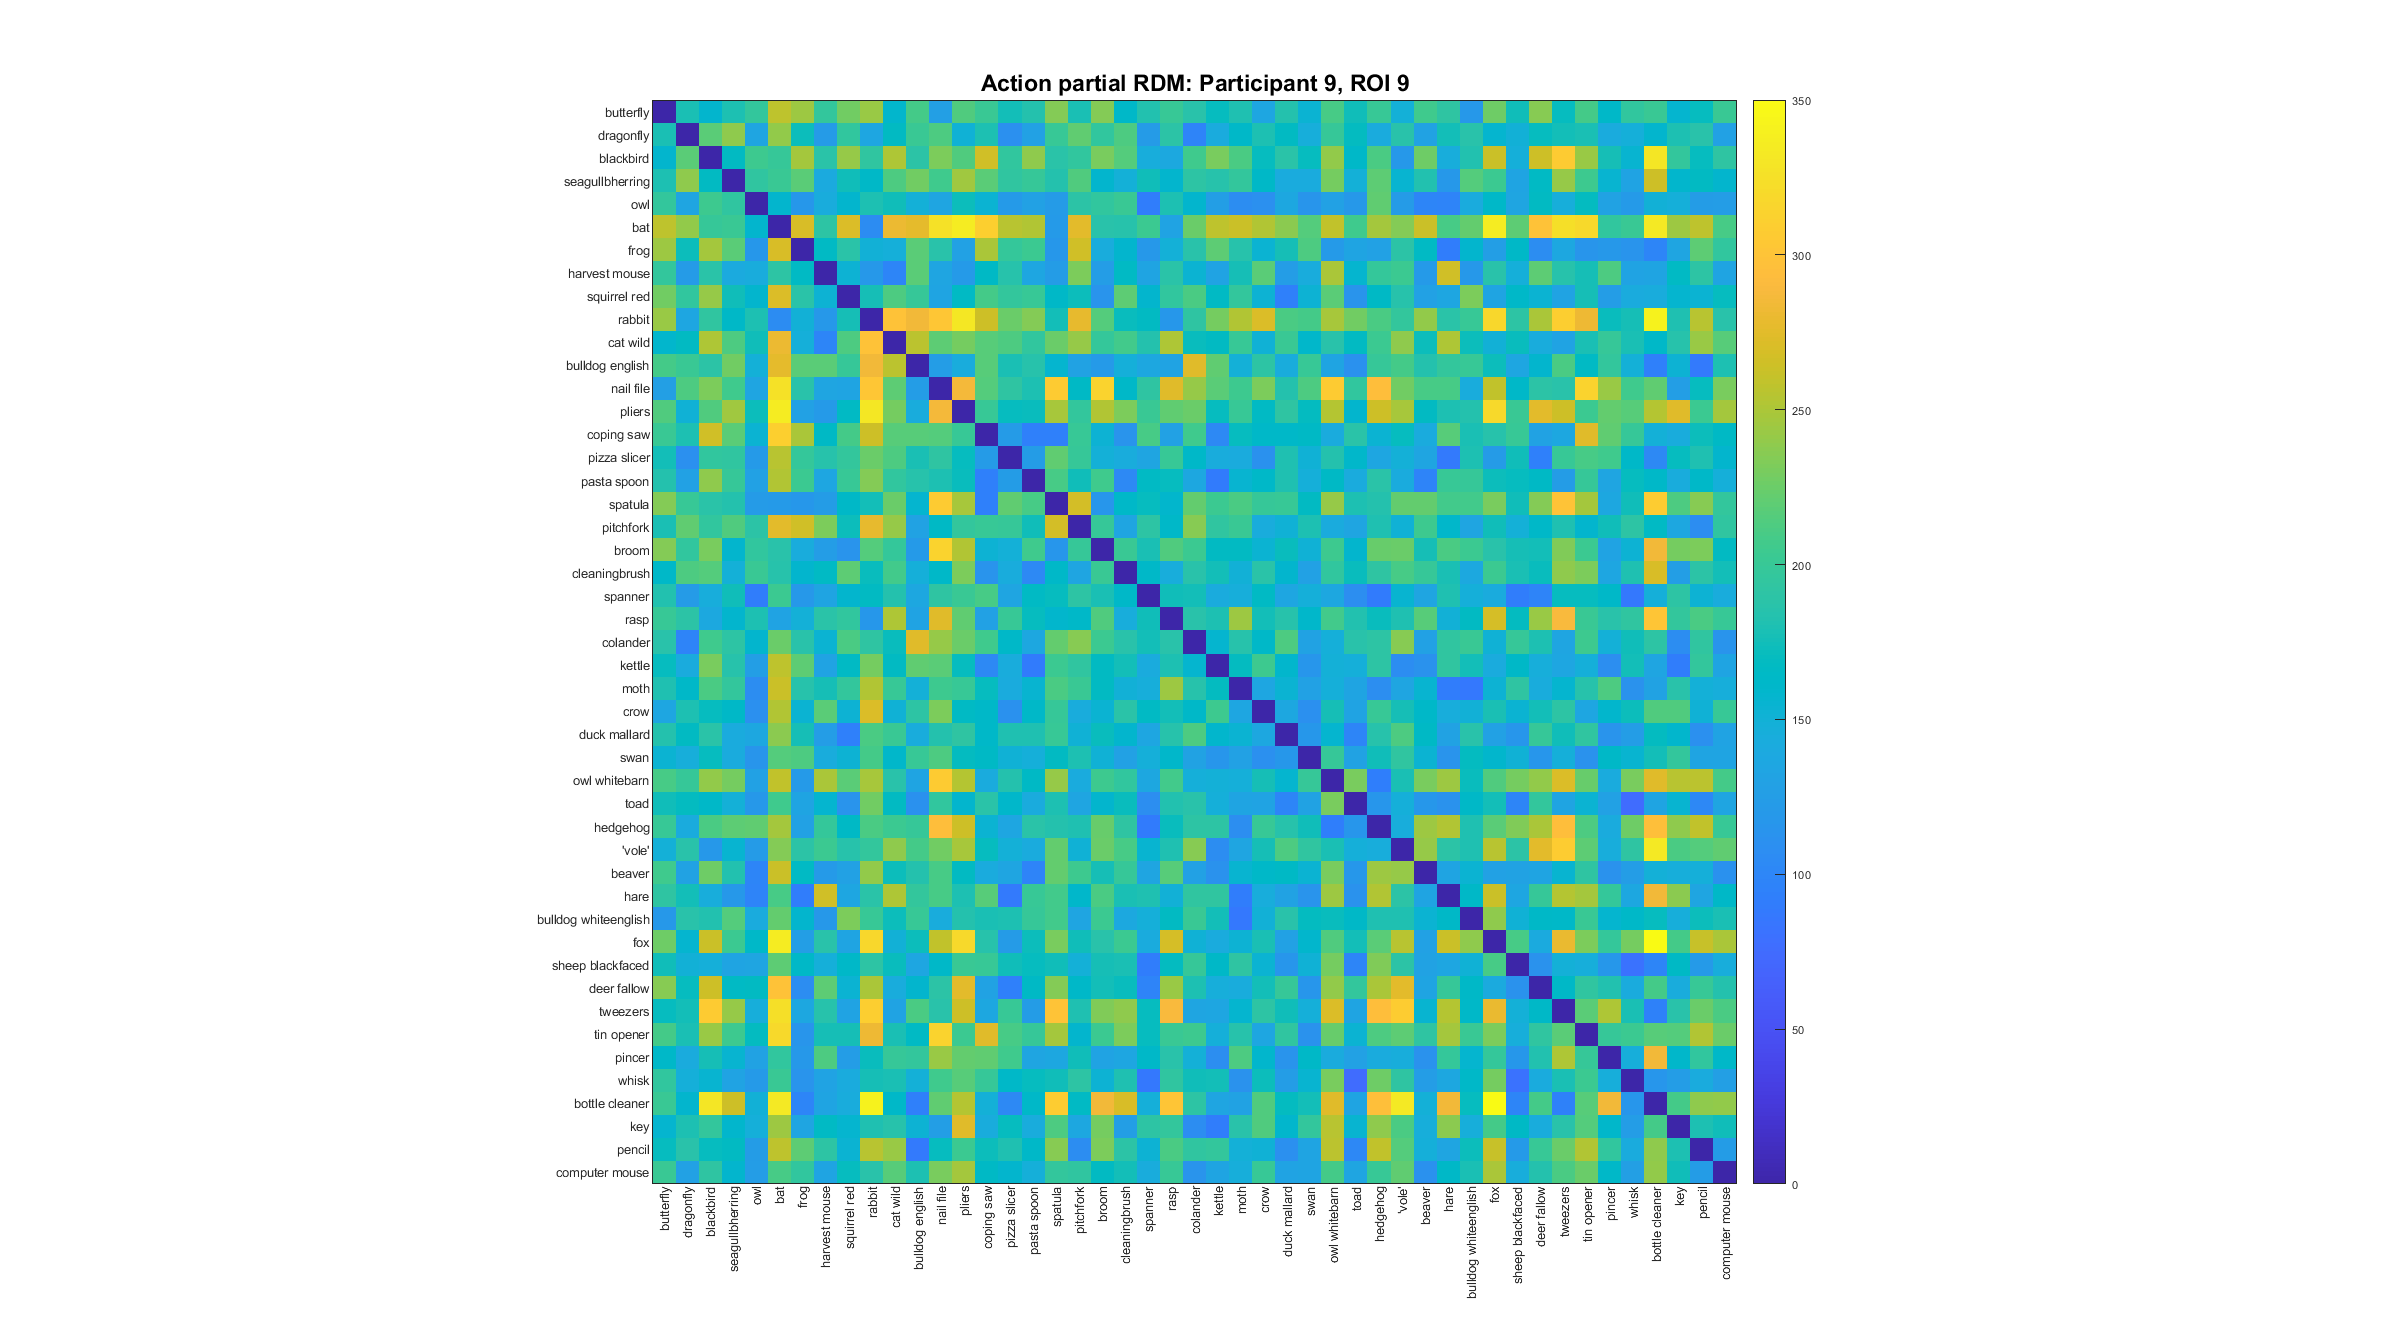 Action partial RDM: Participant 9, ROI 9
butterfly
dragonfly
blackbird
seagullbherring
owl
bat
frog
harvest mouse
squirrel red
rabbit
cat wild
bulldog english
nail file
pliers
coping saw
pizza slicer
pasta spoon
spatula
pitchfork
broom
cleaningbrush
spanner
rasp
colander
kettle
moth
crow
duck mallard
swan
owl whitebarn
toad
hedgehog
'vole'
beaver
hare
bulldog whiteenglish
fox
sheep blackfaced
deer fallow
tweezers
tin opener
pincer
whisk
bottle cleaner
key
pencil
computer mouse
butterfly
dragonfly
blackbird
seagullbherring
owl
bat
frog
harvest mouse
squirrel red
rabbit
cat wild
bulldog english
nail file
pliers
coping saw
pizza slicer
pasta spoon
spatula
pitchfork
broom
cleaningbrush
spanner
rasp
colander
kettle
moth
crow
duck mallard
swan
owl whitebarn
toad
hedgehog
'vole'
beaver
hare
bulldog whiteenglish
fox
sheep blackfaced
deer fallow
tweezers
tin opener
pincer
whisk
bottle cleaner
key
pencil
computer mouse
350
300
250
200
150
100
50
0